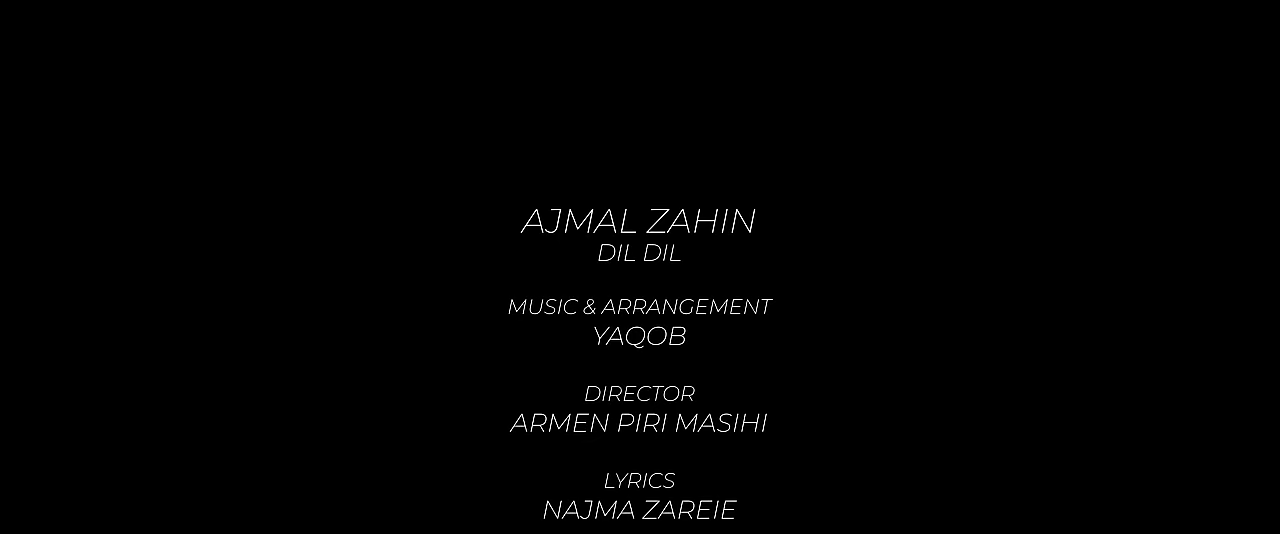 AJMAL ZAHIN
DIL DIL
MUSIC & ARRANGEMENT
YAQOB
DIRECTOR
ARMEN PIRI MASIHI
LYRICS
NAJMA ZAREIE